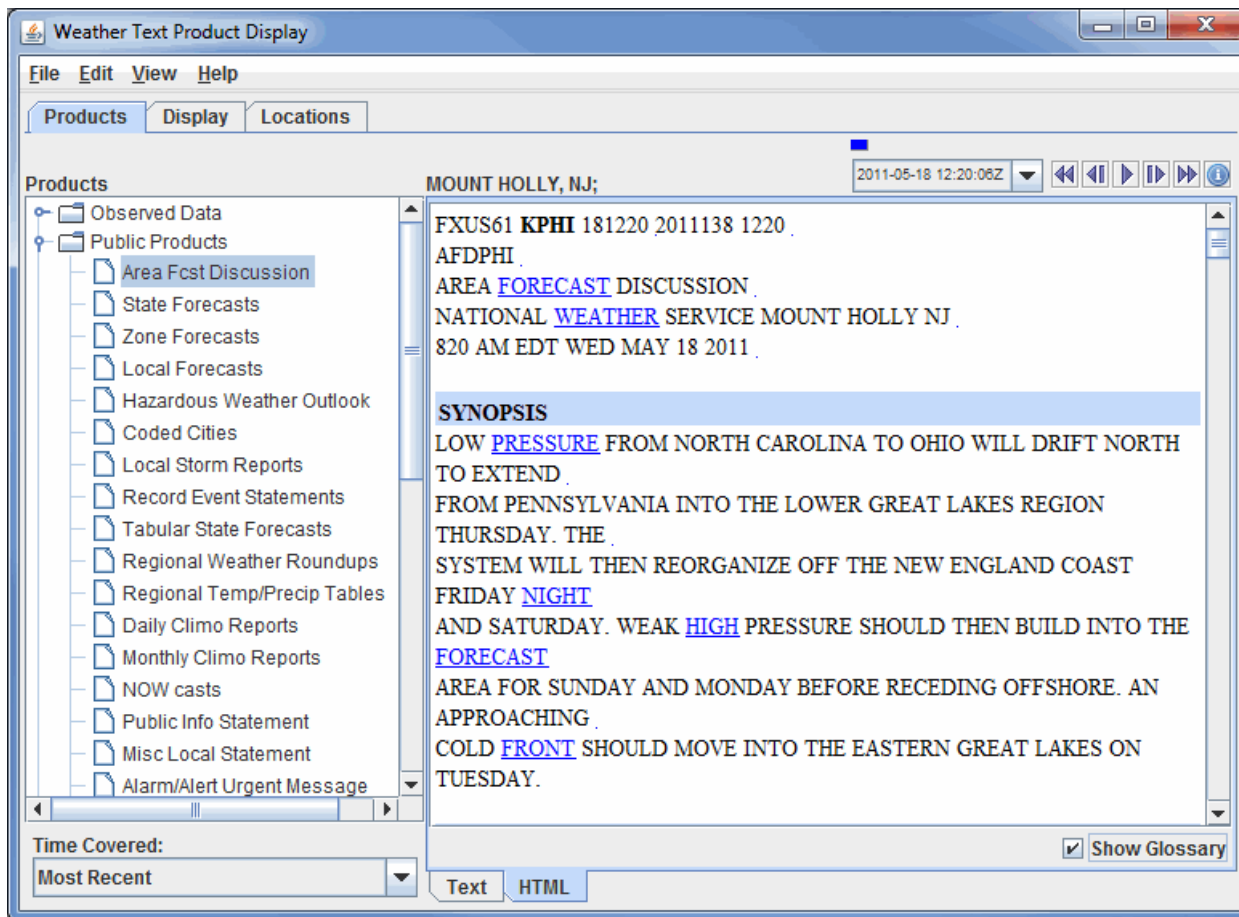 Weather Text Product Display
File Edit View Help
Products Display Locations
2011-05-18 12:20:06Z
Products
MOUNT HOLLY, NJ;
Observed Data
Public Products
Area Fcst Discussion
State Forecasts
Zone Forecasts
Local Forecasts
Hazardous Weather Outlook
Coded Cities
Local Storm Reports
Record Event Statements
Tabular State Forecasts
Regional Weather Roundups
Regional Temp/Precip Tables
Daily Climo Reports
Monthly Climo Reports
NOW casts
Public Info Statement
Misc Local Statement
Alarm/Alert Urgent Message
Time Covered:
Most Recent
FXUS61 KPHI 181220 2011138 1220 .
AFDPHI .
AREA FORECAST DISCUSSION .
NATIONAL WEATHER SERVICE MOUNT HOLLY NJ .
820 AM EDT WED MAY 18 2011 .
SYNOPSIS
LOW PRESSURE FROM NORTH CAROLINA TO OHIO WILL DRIFT NORTH
TO EXTEND .
FROM PENNSYLVANIA INTO THE LOWER GREAT LAKES REGION
THURSDAY. THE .
SYSTEM WILL THEN REORGANIZE OFF THE NEW ENGLAND COAST
FRIDAY NIGHT
AND SATURDAY. WEAK HIGH PRESSURE SHOULD THEN BUILD INTO THE
FORECAST
AREA FOR SUNDAY AND MONDAY BEFORE RECEDING OFFSHORE. AN
APPROACHING .
COLD FRONT SHOULD MOVE INTO THE EASTERN GREAT LAKES ON
TUESDAY.
Show Glossary
Text HTML